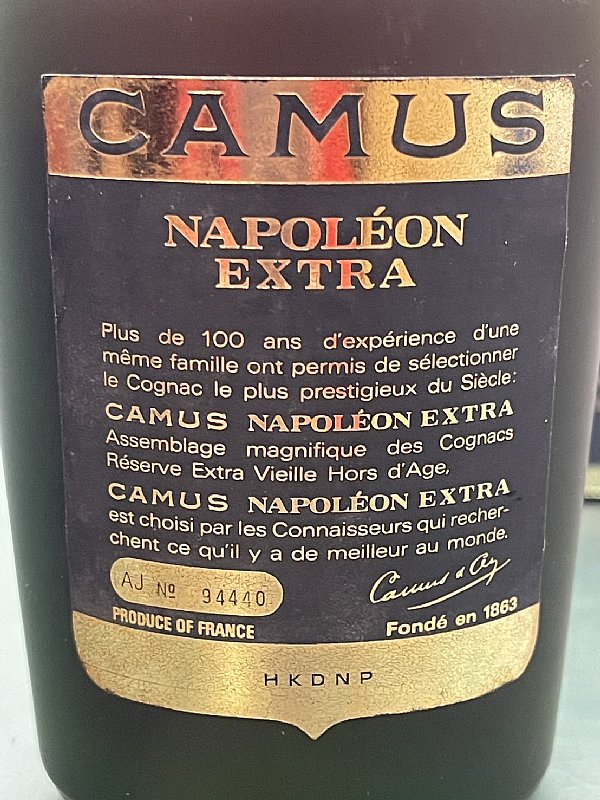 CAMUS
NAPOLÉON
EXTRA
Plus de 100 ans d'expérience d'une
même famille ont permis de sélectionner
le Cognac le plus prestigieux du Siècle:
CAMUS NAPOLÉON EXTRA
Assemblage magnifique des Cognacs
Réserve Extra Vieille Hors d'Age,
CAMUS NAPOLÉON EXTRA
est choisi par les Connaisseurs qui recher-
chent ce qu'il y a de meilleur au monde.
AJ Nº 94440
Camus & Cie
PRODUCE OF FRANCE
Fondé en 1863
HKDNP